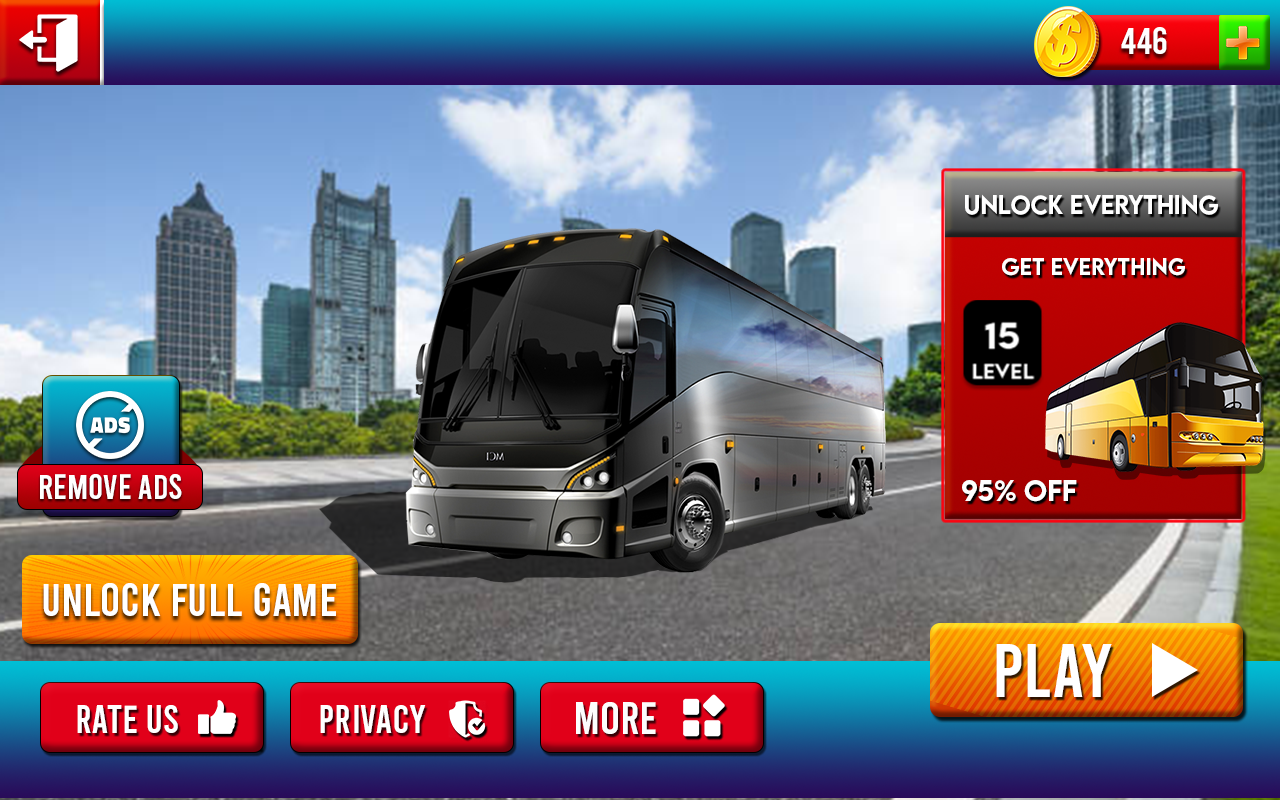 446
UNLOCK EVERYTHING
GET EVERYTHING
15
LEVEL
95% OFF
ADS
REMOVE ADS
UNLOCK FULL GAME
PLAY
RATE US
PRIVACY
MORE